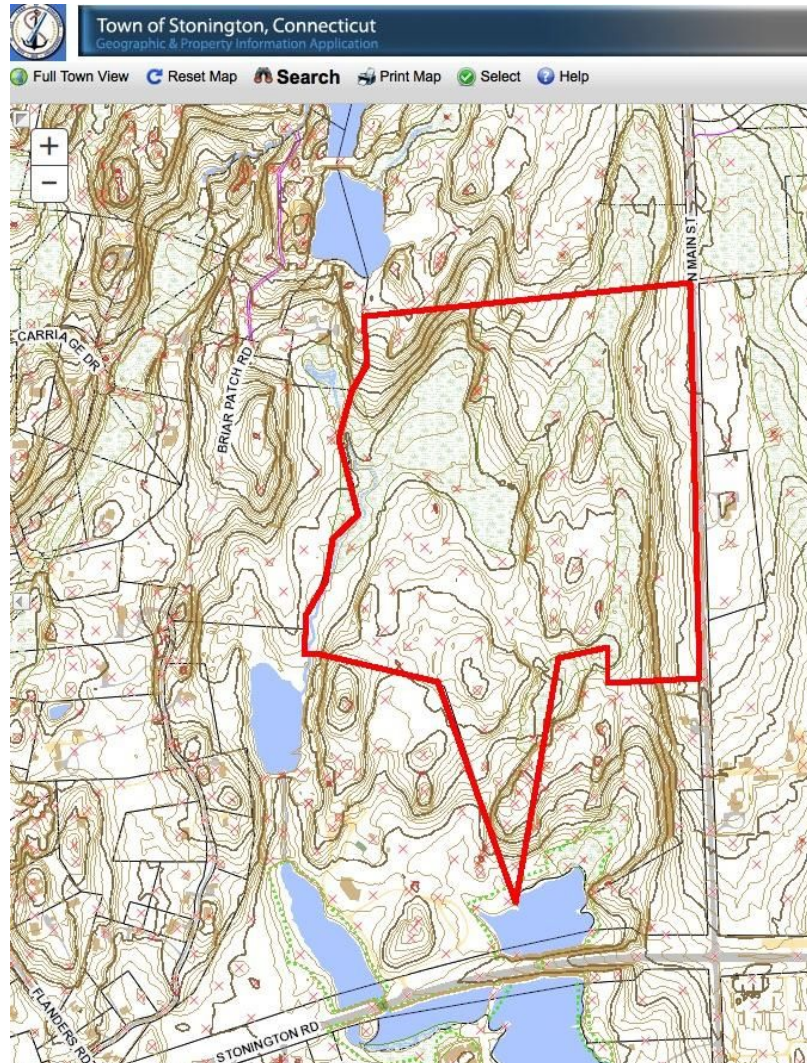 Town of Stonington, Connecticut
Geographic & Property Information Application
Full Town View Reset Map Search Print Map Select Help
+
−
N MAIN ST
CARRIAGE DR
BRIAR PATCH RD
FLANDERS RD
STONINGTON RD